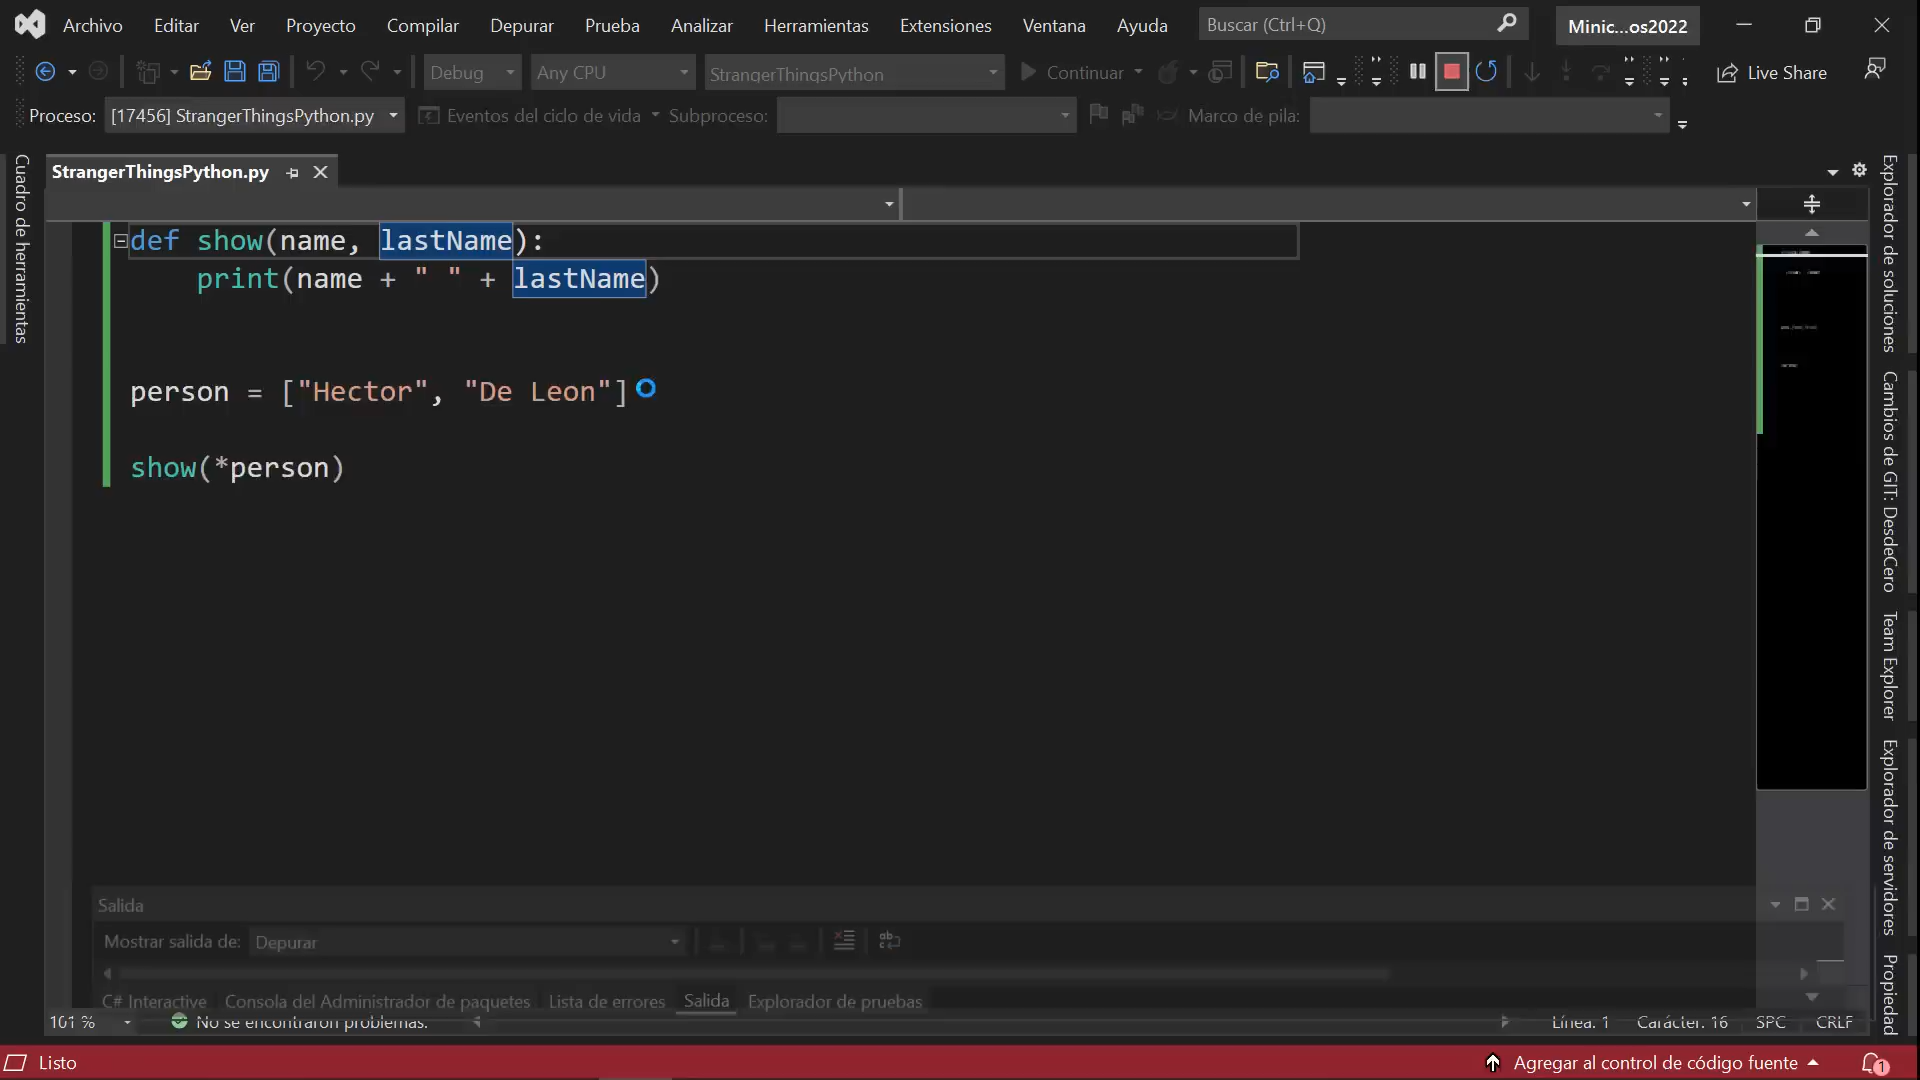 Archivo Editar Ver Proyecto Compilar Depurar Prueba Analizar Herramientas Extensiones Ventana Ayuda Buscar (Ctrl+Q) Minic...os2022
Debug Any CPU StrangerThingsPython Continuar Live Share
Proceso: [17456] StrangerThingsPython.py Eventos del ciclo de vida Subproceso: Marco de pila:
StrangerThingsPython.py
def show(name, lastName):
print(name + " " + lastName)
person = ["Hector", "De Leon"]
show(*person)
Cuadro de herramientas
Explorador de soluciones
Cambios de GIT: DesdeCero
Team Explorer
Explorador de servidores
Propiedad
Salida
Mostrar salida de: Depurar
C# Interactive Consola del Administrador de paquetes Lista de errores Salida Explorador de pruebas
101 % No se encontraron problemas. Línea: 1 Carácter: 16 SPC CRLF
Listo Agregar al control de código fuente 1